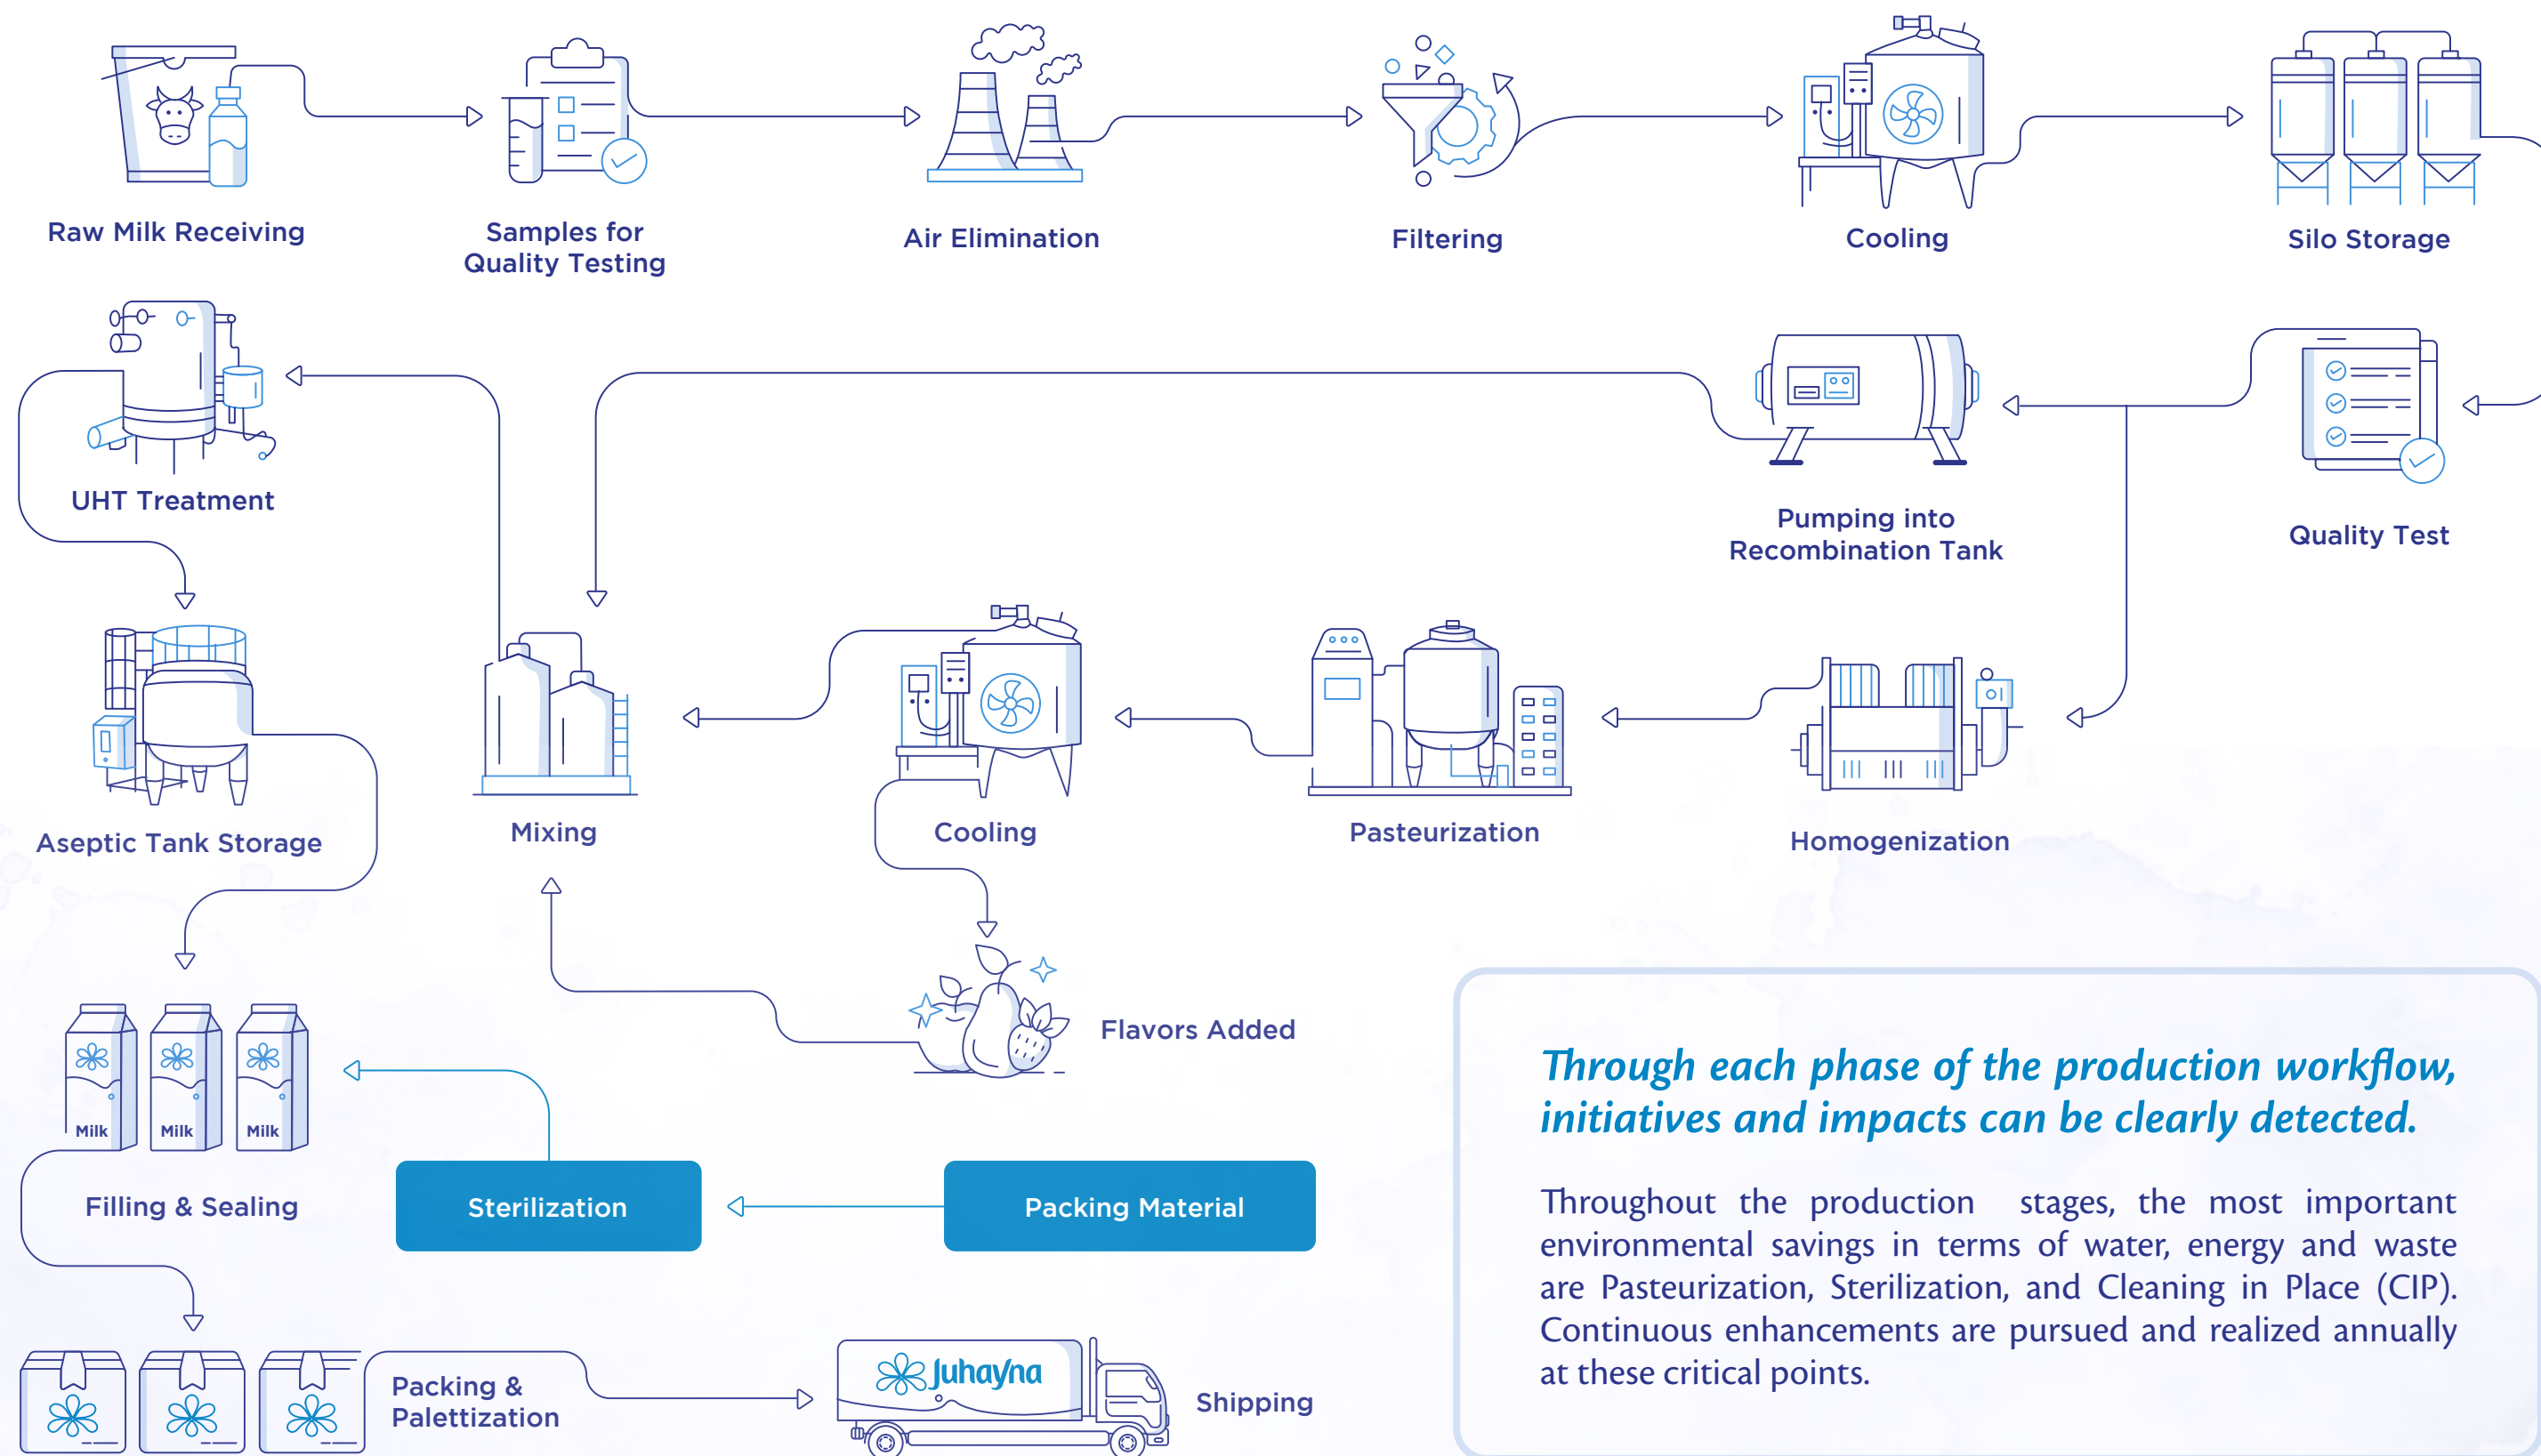 Raw Milk Receiving
Samples for
Quality Testing
Air Elimination
Filtering
Cooling
Silo Storage
UHT Treatment
Pumping into
Recombination Tank
Quality Test
Aseptic Tank Storage
Mixing
Cooling
Pasteurization
Homogenization
Flavors Added
Milk
Milk
Milk
Filling & Sealing
Sterilization
Packing Material
Packing &
Palettization
Juhayna
Shipping
Through each phase of the production workflow,
initiatives and impacts can be clearly detected.
Throughout the production stages, the most important
environmental savings in terms of water, energy and waste
are Pasteurization, Sterilization, and Cleaning in Place (CIP).
Continuous enhancements are pursued and realized annually
at these critical points.